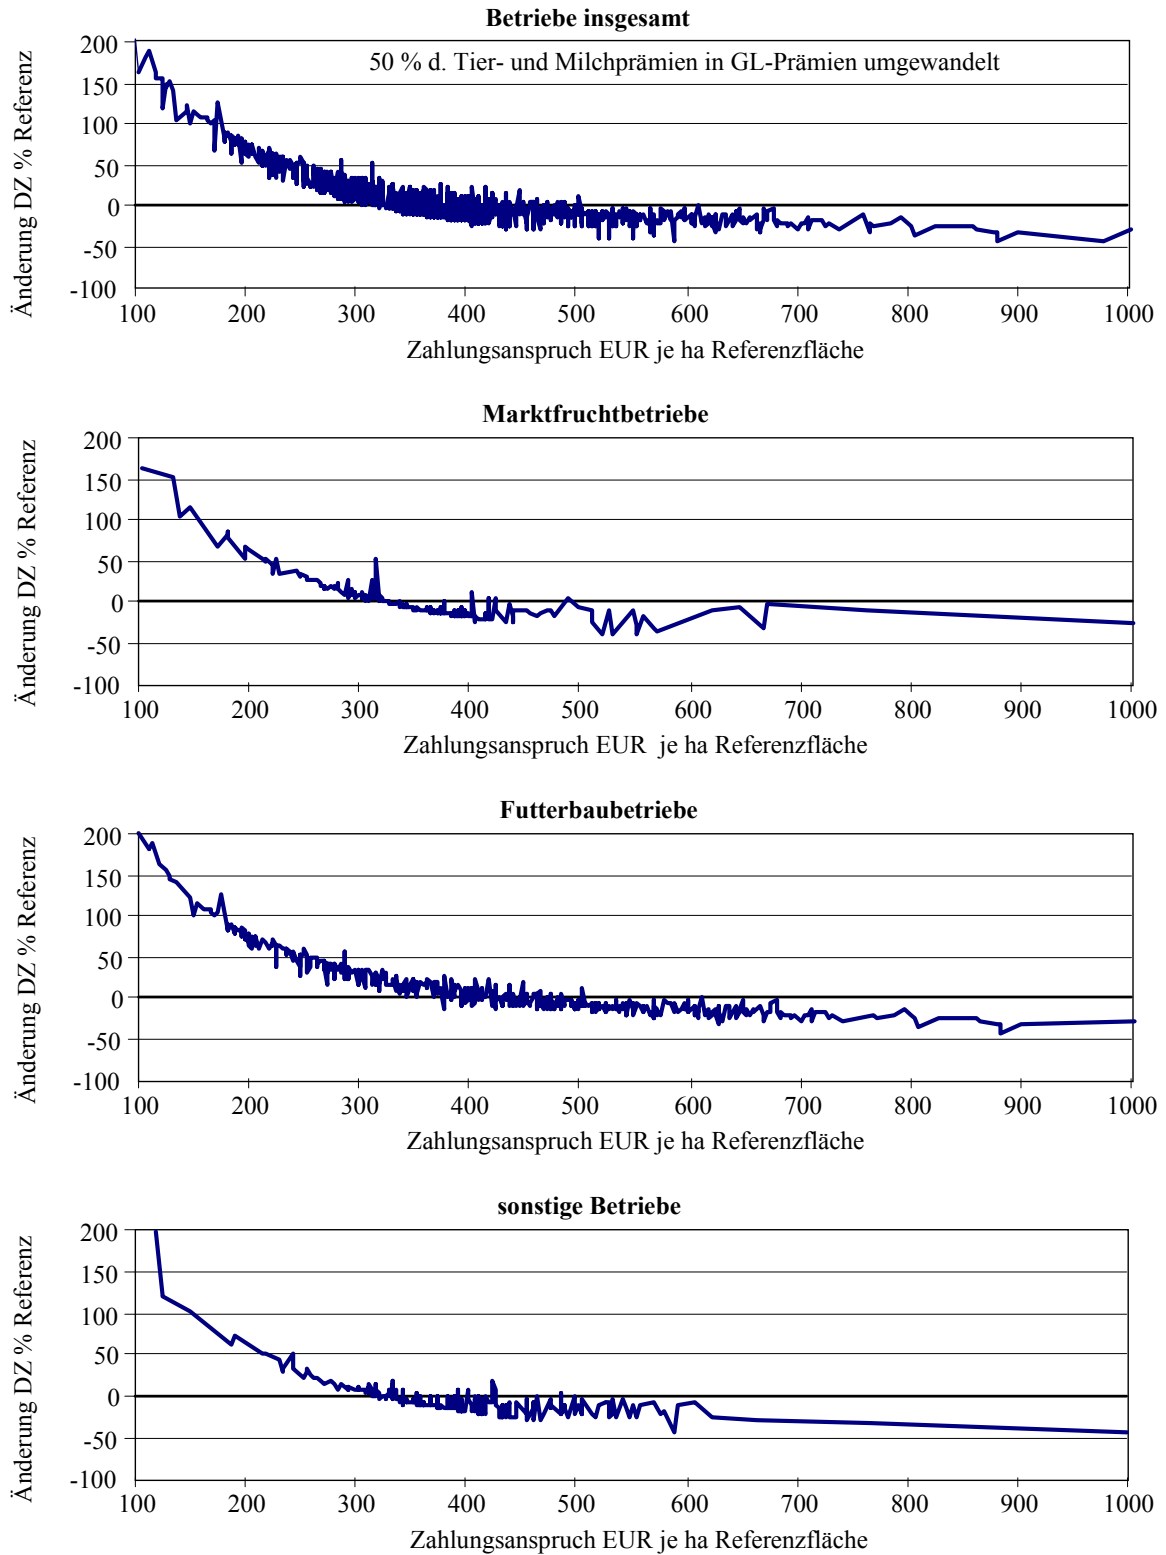 Betriebe insgesamt
50 % d. Tier- und Milchprämien in GL-Prämien umgewandelt
Änderung DZ % Referenz
200
150
100
50
0
-50
-100
100 200 300 400 500 600 700 800 900 1000
Zahlungsanspruch EUR je ha Referenzfläche
Marktfruchtbetriebe
Änderung DZ % Referenz
200
150
100
50
0
-50
-100
100 200 300 400 500 600 700 800 900 1000
Zahlungsanspruch EUR je ha Referenzfläche
Futterbaubetriebe
Änderung DZ % Referenz
200
150
100
50
0
-50
-100
100 200 300 400 500 600 700 800 900 1000
Zahlungsanspruch EUR je ha Referenzfläche
sonstige Betriebe
Änderung DZ % Referenz
200
150
100
50
0
-50
-100
100 200 300 400 500 600 700 800 900 1000
Zahlungsanspruch EUR je ha Referenzfläche